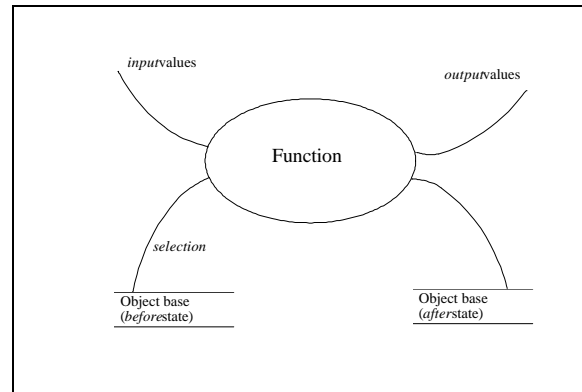 inputvalues
outputvalues
Function
selection
Object base
(beforestate)
Object base
(afterstate)